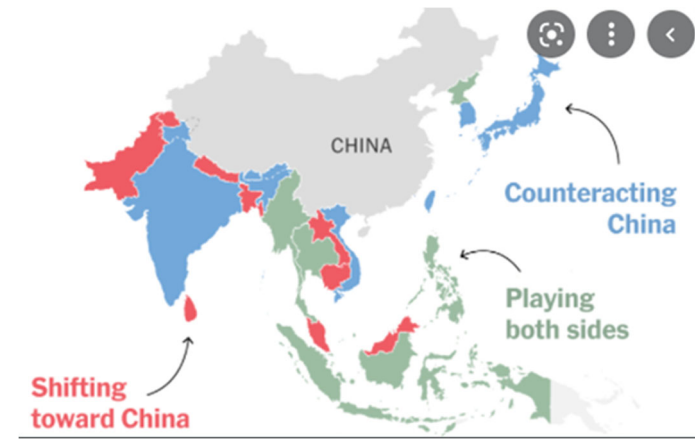 CHINA
Counteracting
China
Playing
both sides
Shifting
toward China